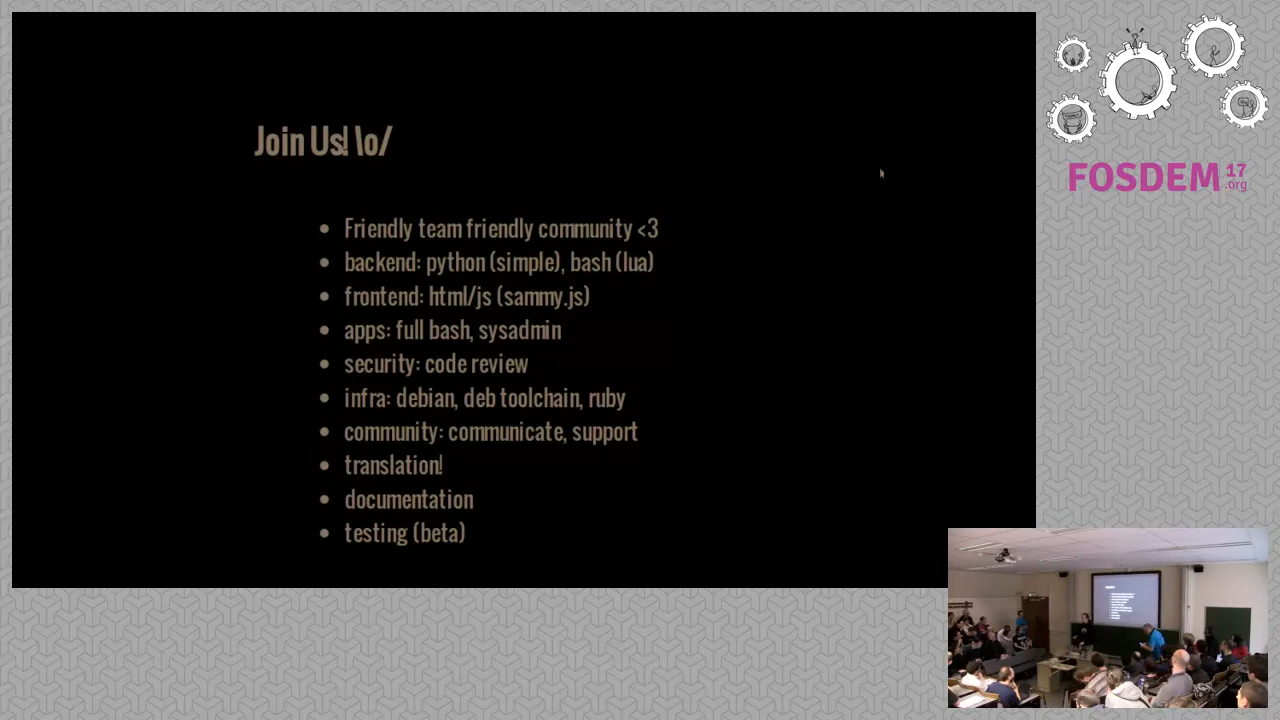 Join Us! \o/
Friendly team friendly community <3
backend: python (simple), bash (lua)
frontend: html/js (sammy.js)
apps: full bash, sysadmin
security: code review
infra: debian, deb toolchain, ruby
community: communicate, support
translation!
documentation
testing (beta)
FOSDEM 17
.org